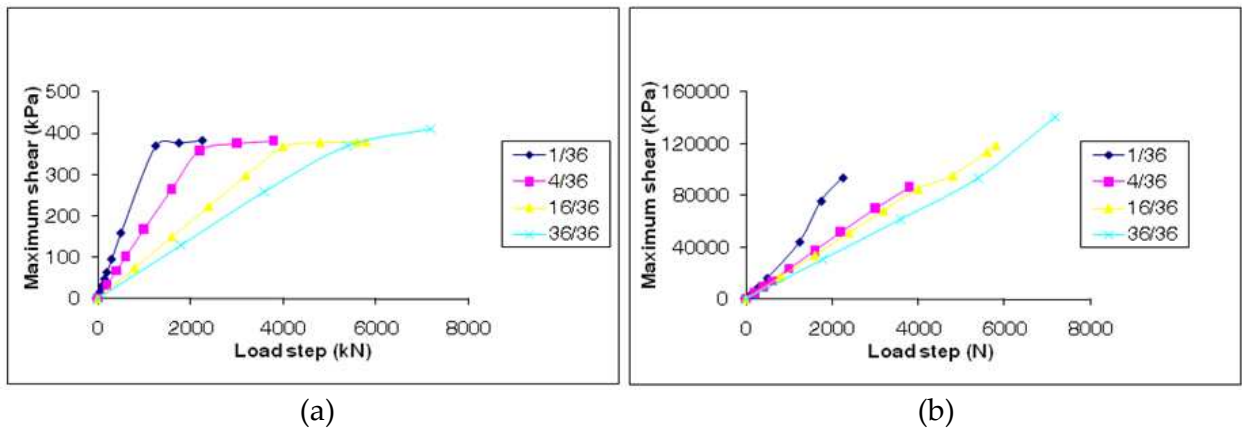 Maximum shear (kPa)
500
400
300
200
100
0
0 2000 4000 6000 8000
Load step (kN)
1/36
4/36
16/36
36/36
(a)
Maximum shear (KPa)
160000
120000
80000
40000
0
0 2000 4000 6000 8000
Load step (N)
1/36
4/36
16/36
36/36
(b)